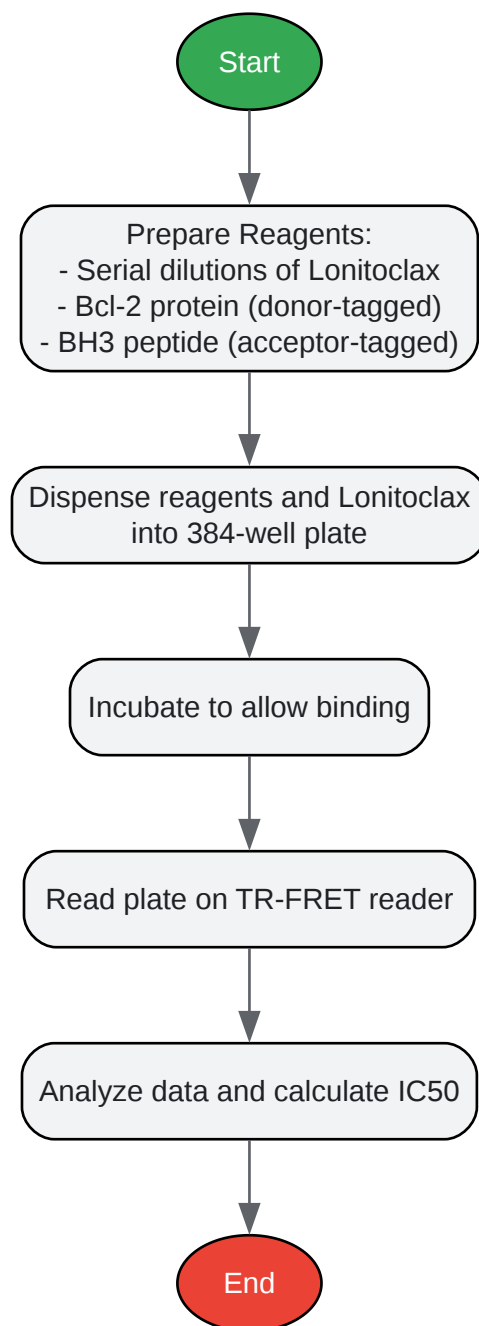 Start
Prepare Reagents:
- Serial dilutions of Lonitoclax
- Bcl-2 protein (donor-tagged)
- BH3 peptide (acceptor-tagged)
Dispense reagents and Lonitoclax
into 384-well plate
Incubate to allow binding
Read plate on TR-FRET reader
Analyze data and calculate IC50
End